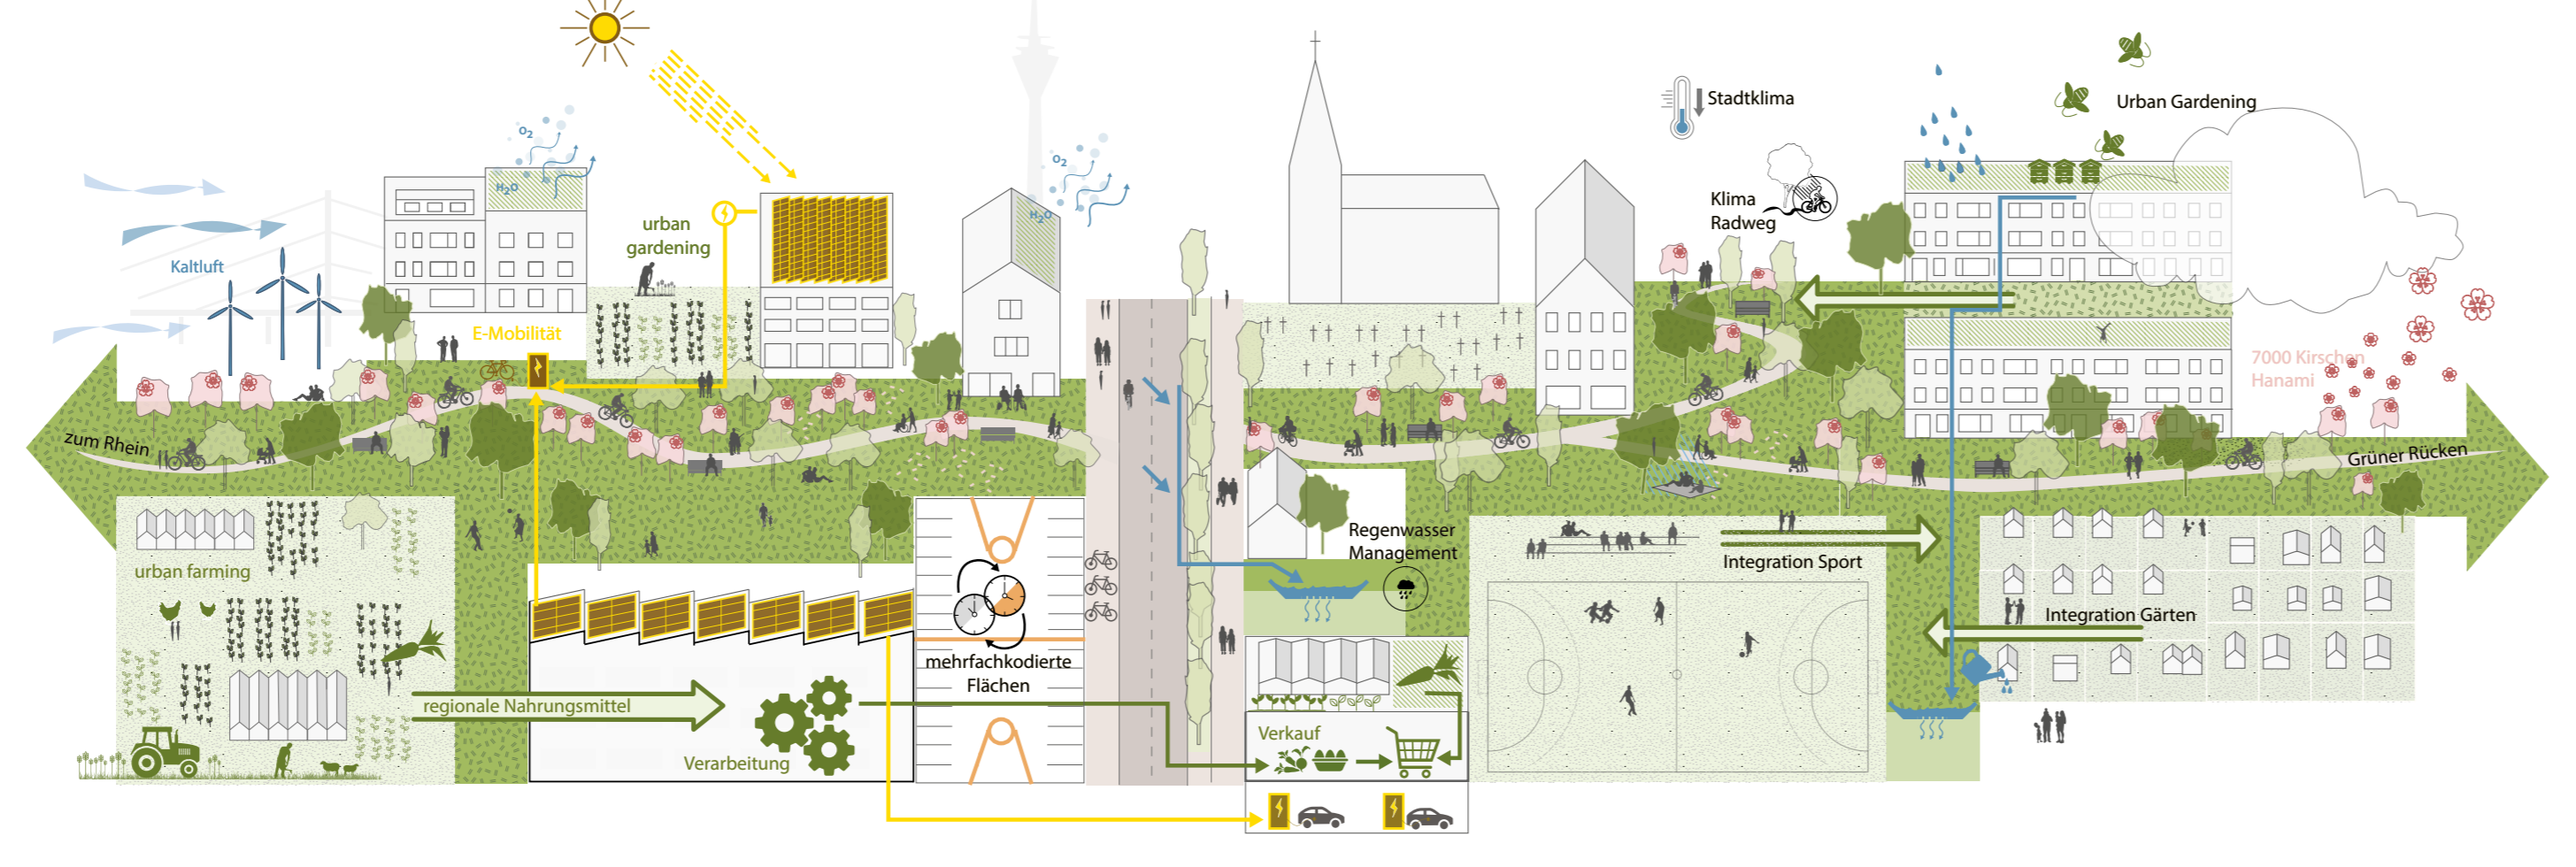 O2
H2O
Kaltluft
E-Mobilität
urban
gardening
O2
H2O
Stadtklima
Klima
Radweg
Urban Gardening
7000 Kirschen
Hanami
zum Rhein
Grüner Rücken
urban farming
regionale Nahrungsmittel
Verarbeitung
mehrfachkodierte
Flächen
Regenwasser
Management
Verkauf
Integration Sport
Integration Gärten